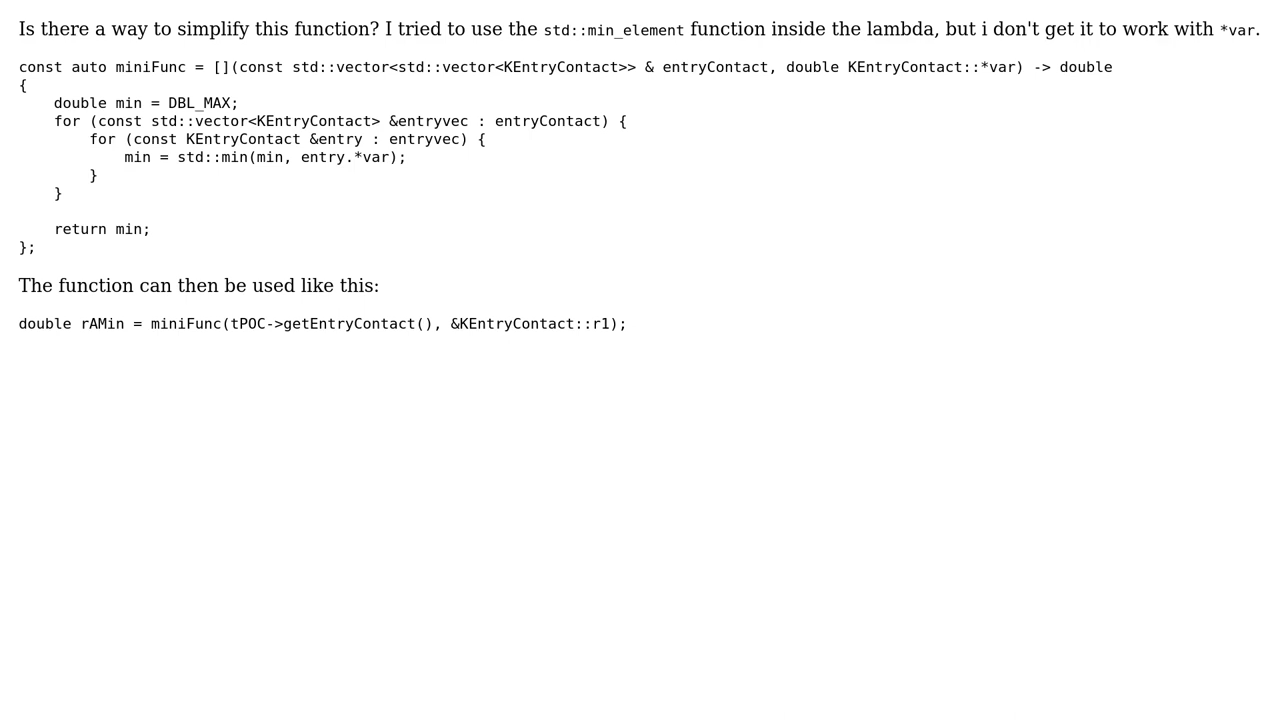 Is there a way to simplify this function? I tried to use the std::min_element function inside the lambda, but i don't get it to work with *var.
const auto miniFunc = [](const std::vector<std::vector<KEntryContact>> & entryContact, double KEntryContact::*var) -> double
{
    double min = DBL_MAX;
    for (const std::vector<KEntryContact> &entryvec : entryContact) {
        for (const KEntryContact &entry : entryvec) {
            min = std::min(min, entry.*var);
        }
    }

    return min;
};
The function can then be used like this:
double rAMin = miniFunc(tPOC->getEntryContact(), &KEntryContact::r1);